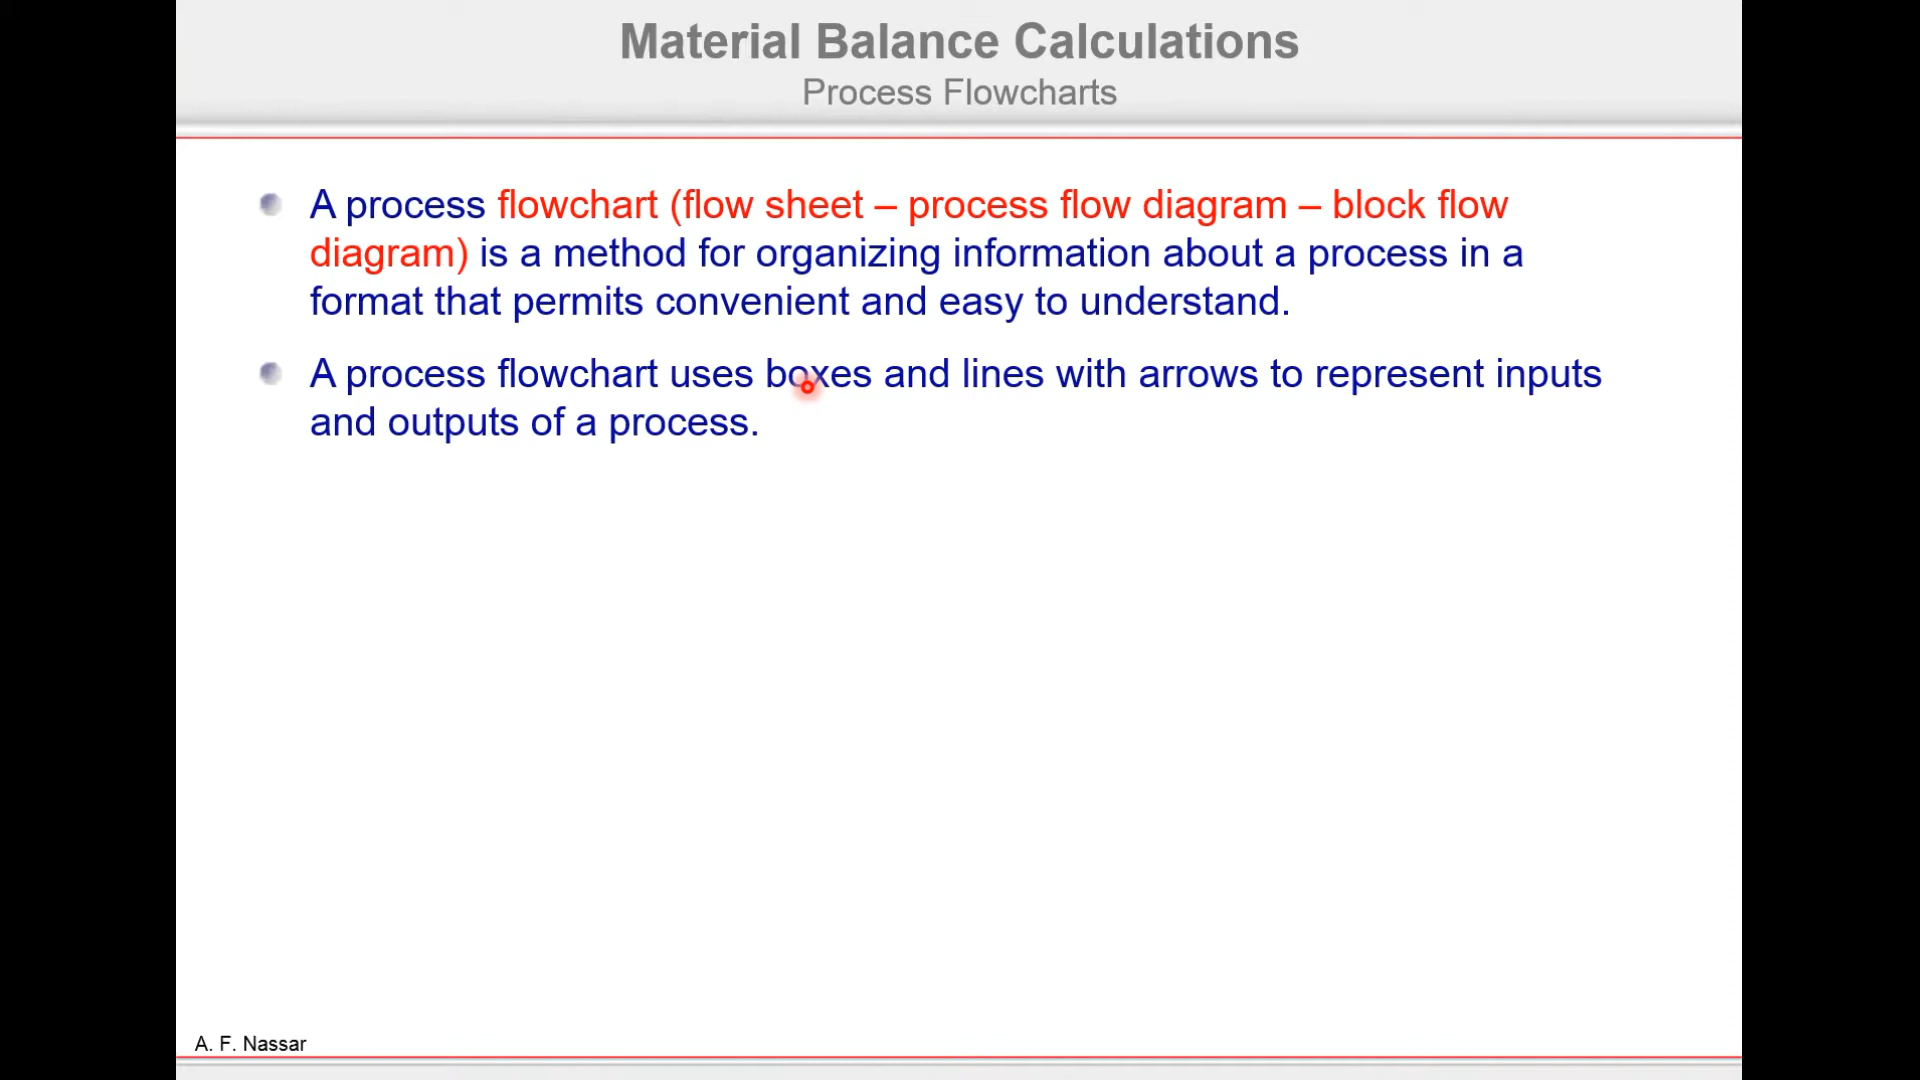 Material Balance Calculations
Process Flowcharts
A process flowchart (flow sheet – process flow diagram – block flow
diagram) is a method for organizing information about a process in a
format that permits convenient and easy to understand.
A process flowchart uses boxes and lines with arrows to represent inputs
and outputs of a process.
A. F. Nassar